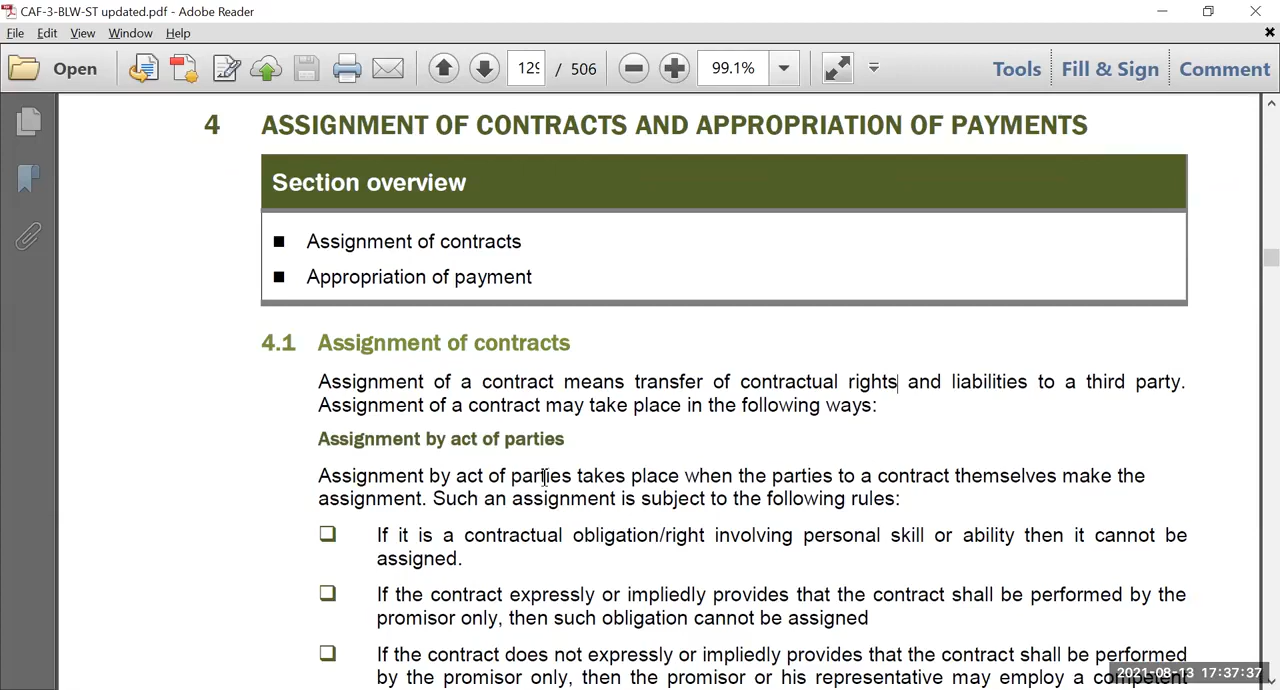 CAF-3-BLW-ST updated.pdf - Adobe Reader
File Edit View Window Help
Open 129 / 506 99.1% Tools Fill & Sign Comment
4 ASSIGNMENT OF CONTRACTS AND APPROPRIATION OF PAYMENTS
Section overview
■ Assignment of contracts
■ Appropriation of payment
4.1 Assignment of contracts
Assignment of a contract means transfer of contractual rights and liabilities to a third party.
Assignment of a contract may take place in the following ways:
Assignment by act of parties
Assignment by act of parties takes place when the parties to a contract themselves make the
assignment. Such an assignment is subject to the following rules:
❑ If it is a contractual obligation/right involving personal skill or ability then it cannot be
assigned.
❑ If the contract expressly or impliedly provides that the contract shall be performed by the
promisor only, then such obligation cannot be assigned
❑ If the contract does not expressly or impliedly provides that the contract shall be performed
by the promisor only, then the promisor or his representative may employ a competent
2021-08-13 17:37:37